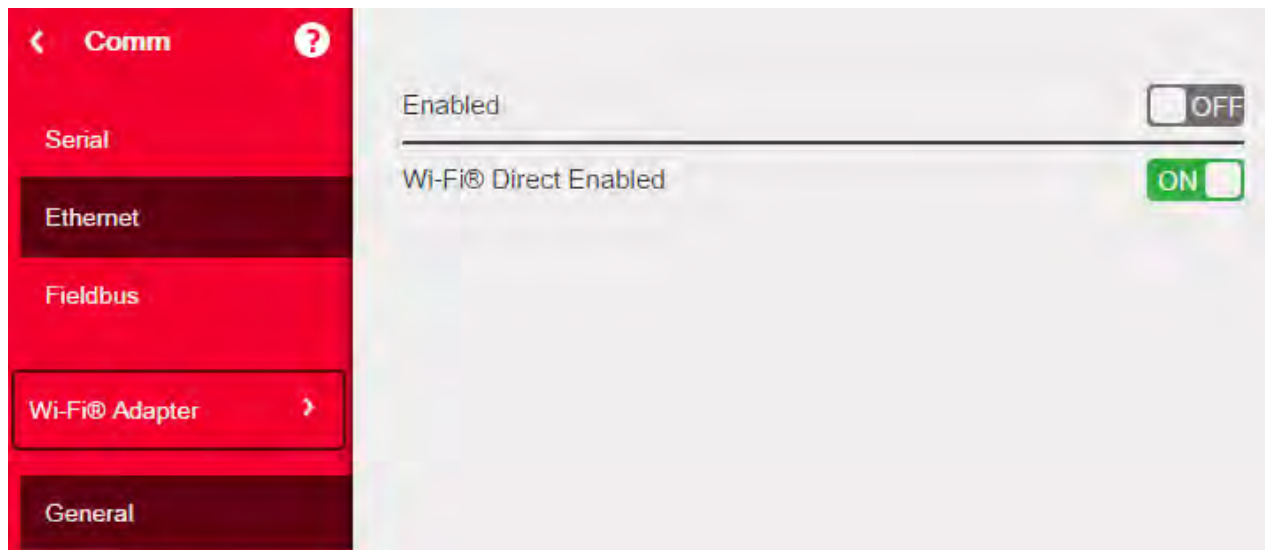 Comm
?
Serial
Ethernet
Fieldbus
Wi-Fi® Adapter
General
Enabled
OFF
Wi-Fi® Direct Enabled
ON